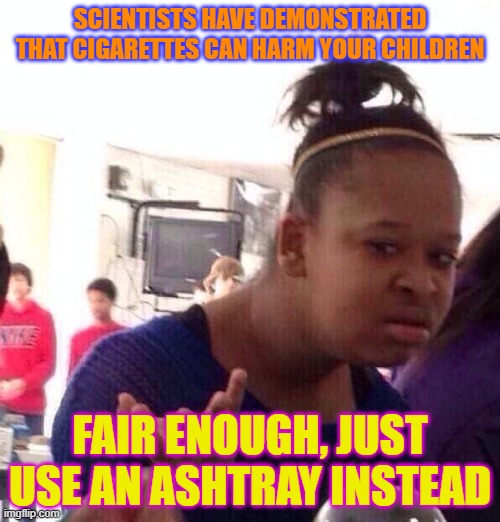 SCIENTISTS HAVE DEMONSTRATED
THAT CIGARETTES CAN HARM YOUR CHILDREN
FAIR ENOUGH, JUST
USE AN ASHTRAY INSTEAD
imgflip.com